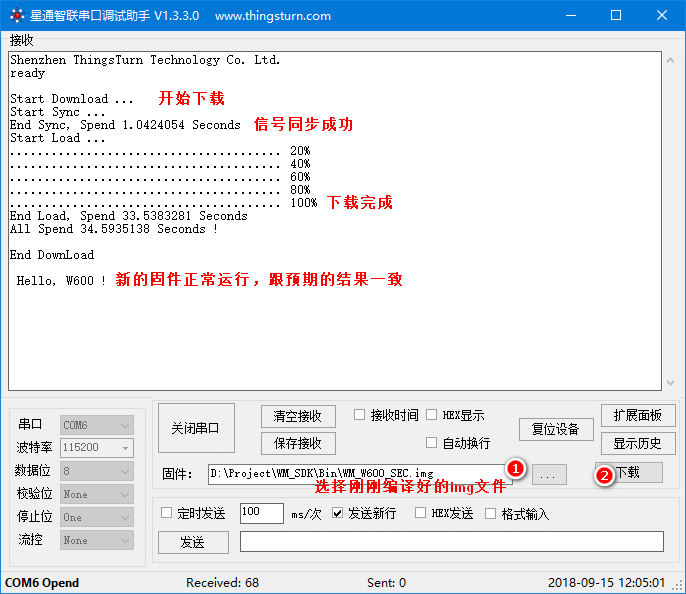 星通智联串口调试助手 V1.3.3.0 www.thingsturn.com
接收
Shenzhen ThingsTurn Technology Co. Ltd.
ready
Start Download ... 开始下载
Start Sync ...
End Sync, Spend 1.0424054 Seconds 信号同步成功
Start Load ...
........................................ 20%
........................................ 40%
........................................ 60%
........................................ 80%
........................................ 100% 下载完成
End Load, Spend 33.5383281 Seconds
All Spend 34.5935138 Seconds !
End DownLoad
Hello, W600 ! 新的固件正常运行，跟预期的结果一致
串口 COM6
波特率 115200
数据位 8
校验位 None
停止位 One
流控 None
关闭串口 清空接收 接收时间 HEX显示 复位设备 扩展面板
保存接收 自动换行 显示历史
固件： D:\Project\WM_SDK\Bin\WM_W600_SEC.img 1 ... 2 下载
选择刚刚编译好的img文件
定时发送 100 ms/次 发送新行 HEX发送 格式输入
发送
COM6 Opend Received: 68 Sent: 0 2018-09-15 12:05:01